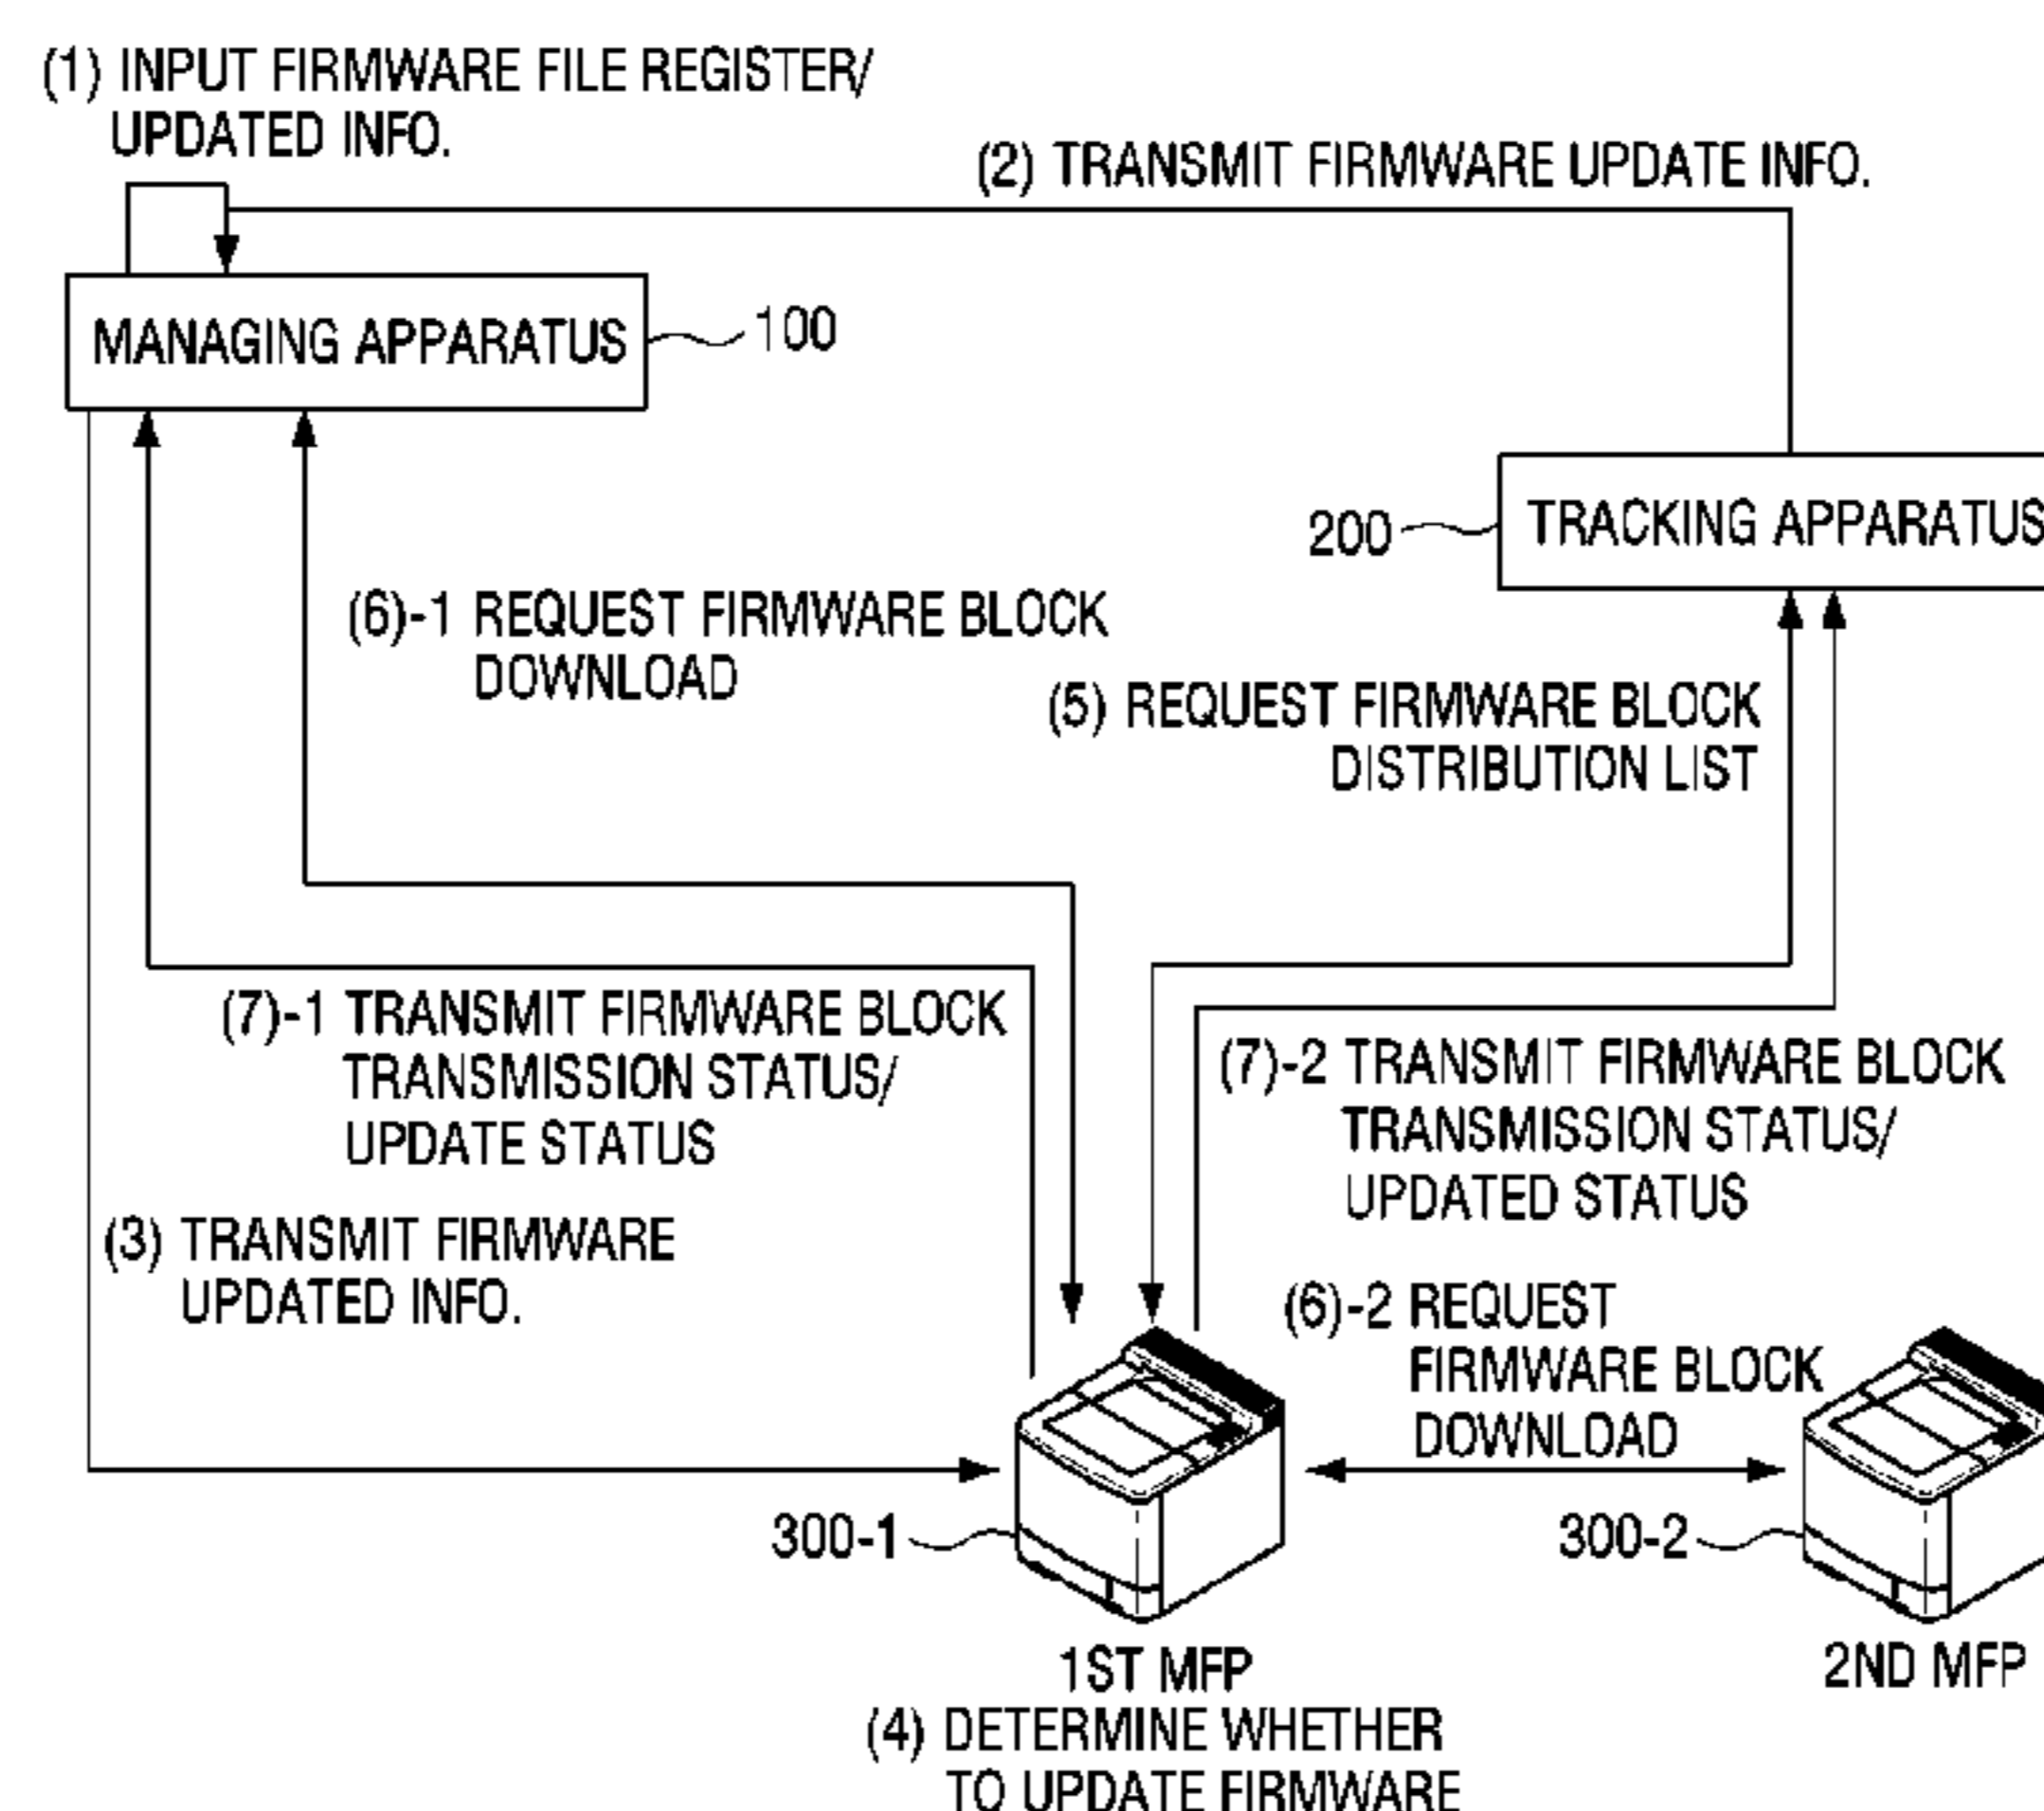 (1) INPUT FIRMWARE FILE REGISTER/
UPDATED INFO.
(2) TRANSMIT FIRMWARE UPDATE INFO.
MANAGING APPARATUS
100
200
TRACKING APPARATUS
(6)-1 REQUEST FIRMWARE BLOCK
DOWNLOAD
(5) REQUEST FIRMWARE BLOCK
DISTRIBUTION LIST
(7)-1 TRANSMIT FIRMWARE BLOCK
TRANSMISSION STATUS/
UPDATE STATUS
(7)-2 TRANSMIT FIRMWARE BLOCK
TRANSMISSION STATUS/
UPDATED STATUS
(3) TRANSMIT FIRMWARE
UPDATED INFO.
(6)-2 REQUEST
FIRMWARE BLOCK
DOWNLOAD
300-1
300-2
1ST MFP
2ND MFP
(4) DETERMINE WHETHER
TO UPDATE FIRMWARE